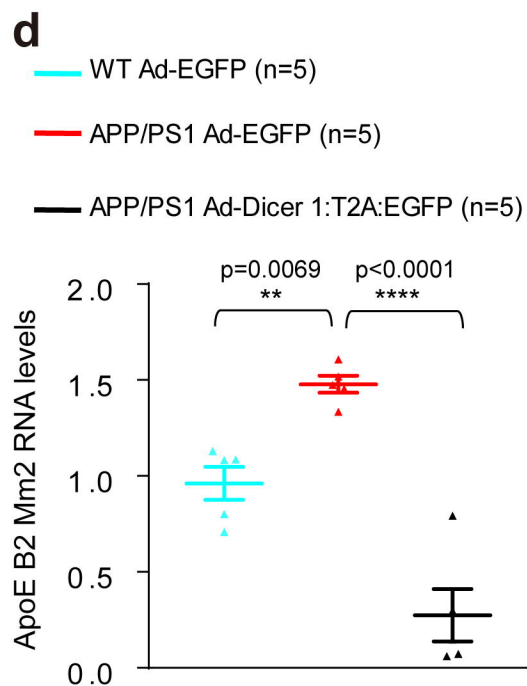 d
WT Ad-EGFP (n=5)
APP/PS1 Ad-EGFP (n=5)
APP/PS1 Ad-Dicer 1:T2A:EGFP (n=5)
p=0.0069 p<0.0001
** ****
2.0
1.5
1.0
0.5
0.0
ApoE B2 Mm2 RNA levels